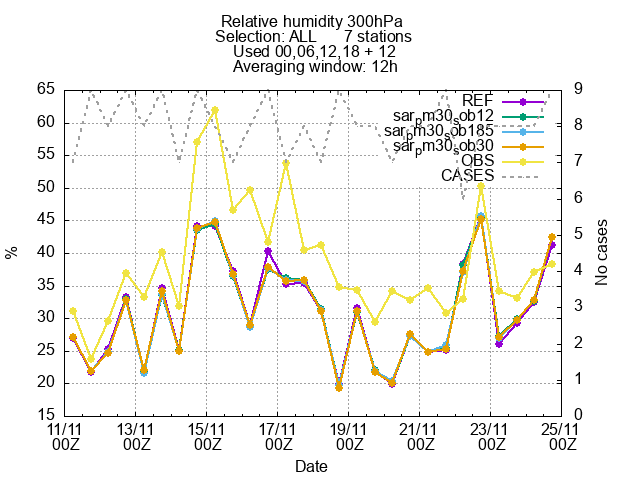 Relative humidity 300hPa
Selection: ALL 7 stations
Used 00,06,12,18 + 12
Averaging window: 12h
65
60
55
50
45
40
35
30
25
20
15
%
9
8
7
6
5
4
3
2
1
0
No cases
REF
sarpm30sob12
sarpm30sob185
sarpm30sob30
OBS
CASES
11/11 13/11 15/11 17/11 19/11 21/11 23/11 25/11
00Z 00Z 00Z 00Z 00Z 00Z 00Z 00Z
Date